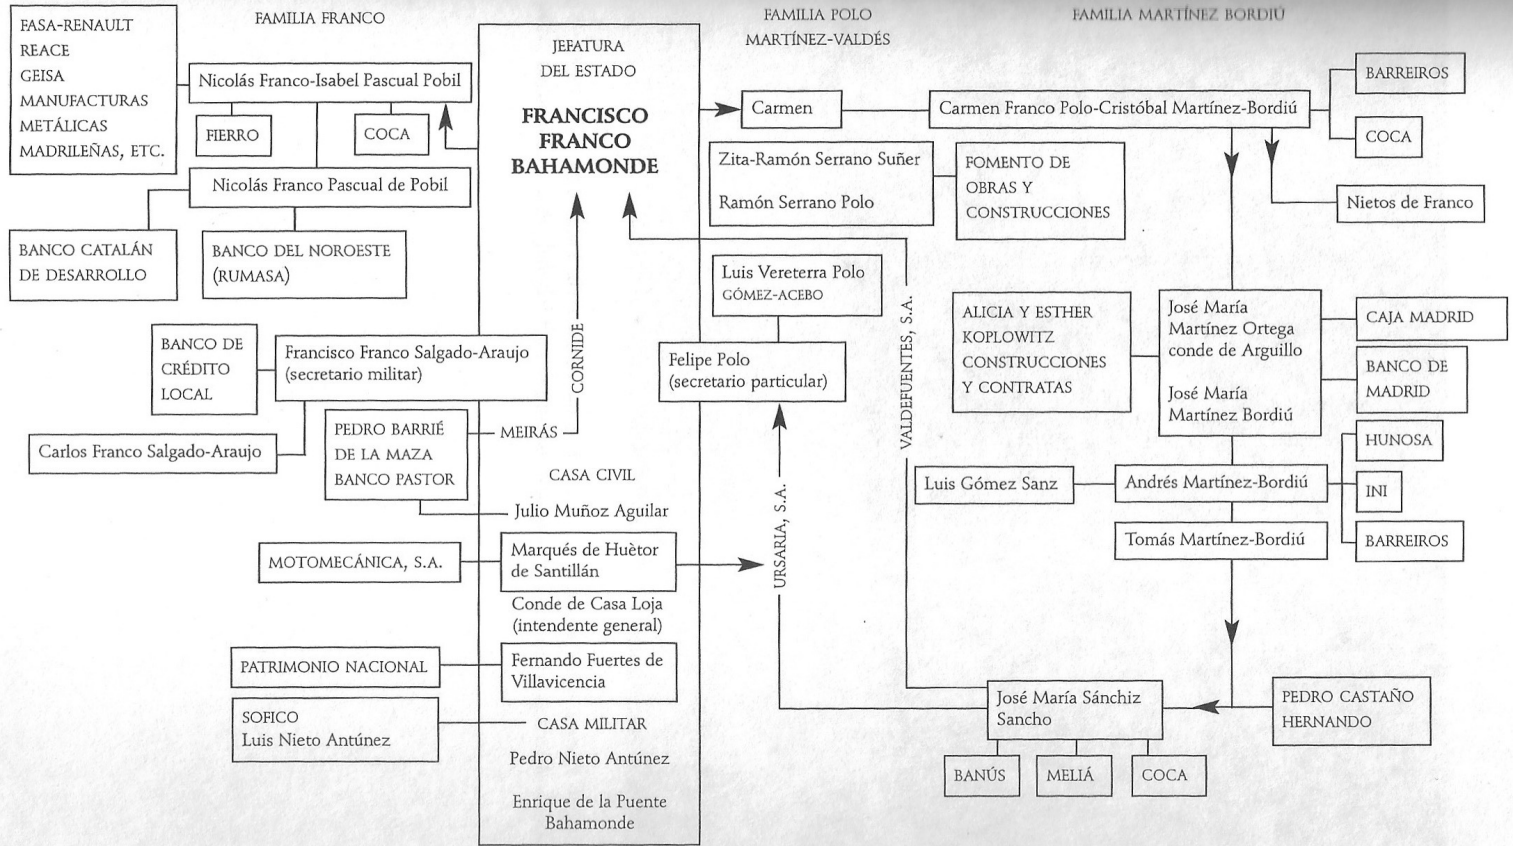 FAMILIA FRANCO
FAMILIA POLO
MARTÍNEZ-VALDÉS
FAMILIA MARTÍNEZ BORDIÚ
FASA-RENAULT
REACE
GEISA
MANUFACTURAS
METÁLICAS
MADRILEÑAS, ETC.
Nicolás Franco-Isabel Pascual Pobil
FIERRO
COCA
Nicolás Franco Pascual de Pobil
BANCO CATALÁN
DE DESARROLLO
BANCO DEL NOROESTE
(RUMASA)
BANCO DE
CRÉDITO
LOCAL
Francisco Franco Salgado-Araujo
(secretario militar)
Carlos Franco Salgado-Araujo
PEDRO BARRIÉ
DE LA MAZA
BANCO PASTOR
MOTOMECÁNICA, S.A.
PATRIMONIO NACIONAL
SOFICO
Luis Nieto Antúnez
JEFATURA
DEL ESTADO
FRANCISCO
FRANCO
BAHAMONDE
CORNIDE
MEIRÁS
CASA CIVIL
Julio Muñoz Aguilar
Marqués de Huètor
de Santillán
Conde de Casa Loja
(intendente general)
Fernando Fuertes de
Villavicencia
CASA MILITAR
Pedro Nieto Antúnez
Enrique de la Puente
Bahamonde
Carmen
Zita-Ramón Serrano Suñer
Ramón Serrano Polo
FOMENTO DE
OBRAS Y
CONSTRUCCIONES
Luis Vereterra Polo
GÓMEZ-ACEBO
Felipe Polo
(secretario particular)
URSARIA, S.A.
VALDEFUENTES, S.A.
Carmen Franco Polo-Cristóbal Martínez-Bordiú
BARREIROS
COCA
Nietos de Franco
ALICIA Y ESTHER
KOPLOWITZ
CONSTRUCCIONES
Y CONTRATAS
José María
Martínez Ortega
conde de Arguillo
José María
Martínez Bordiú
CAJA MADRID
BANCO DE
MADRID
Luis Gómez Sanz
Andrés Martínez-Bordiú
HUNOSA
INI
BARREIROS
Tomás Martínez-Bordiú
José María Sánchiz
Sancho
PEDRO CASTAÑO
HERNANDO
BANÚS
MELIÁ
COCA